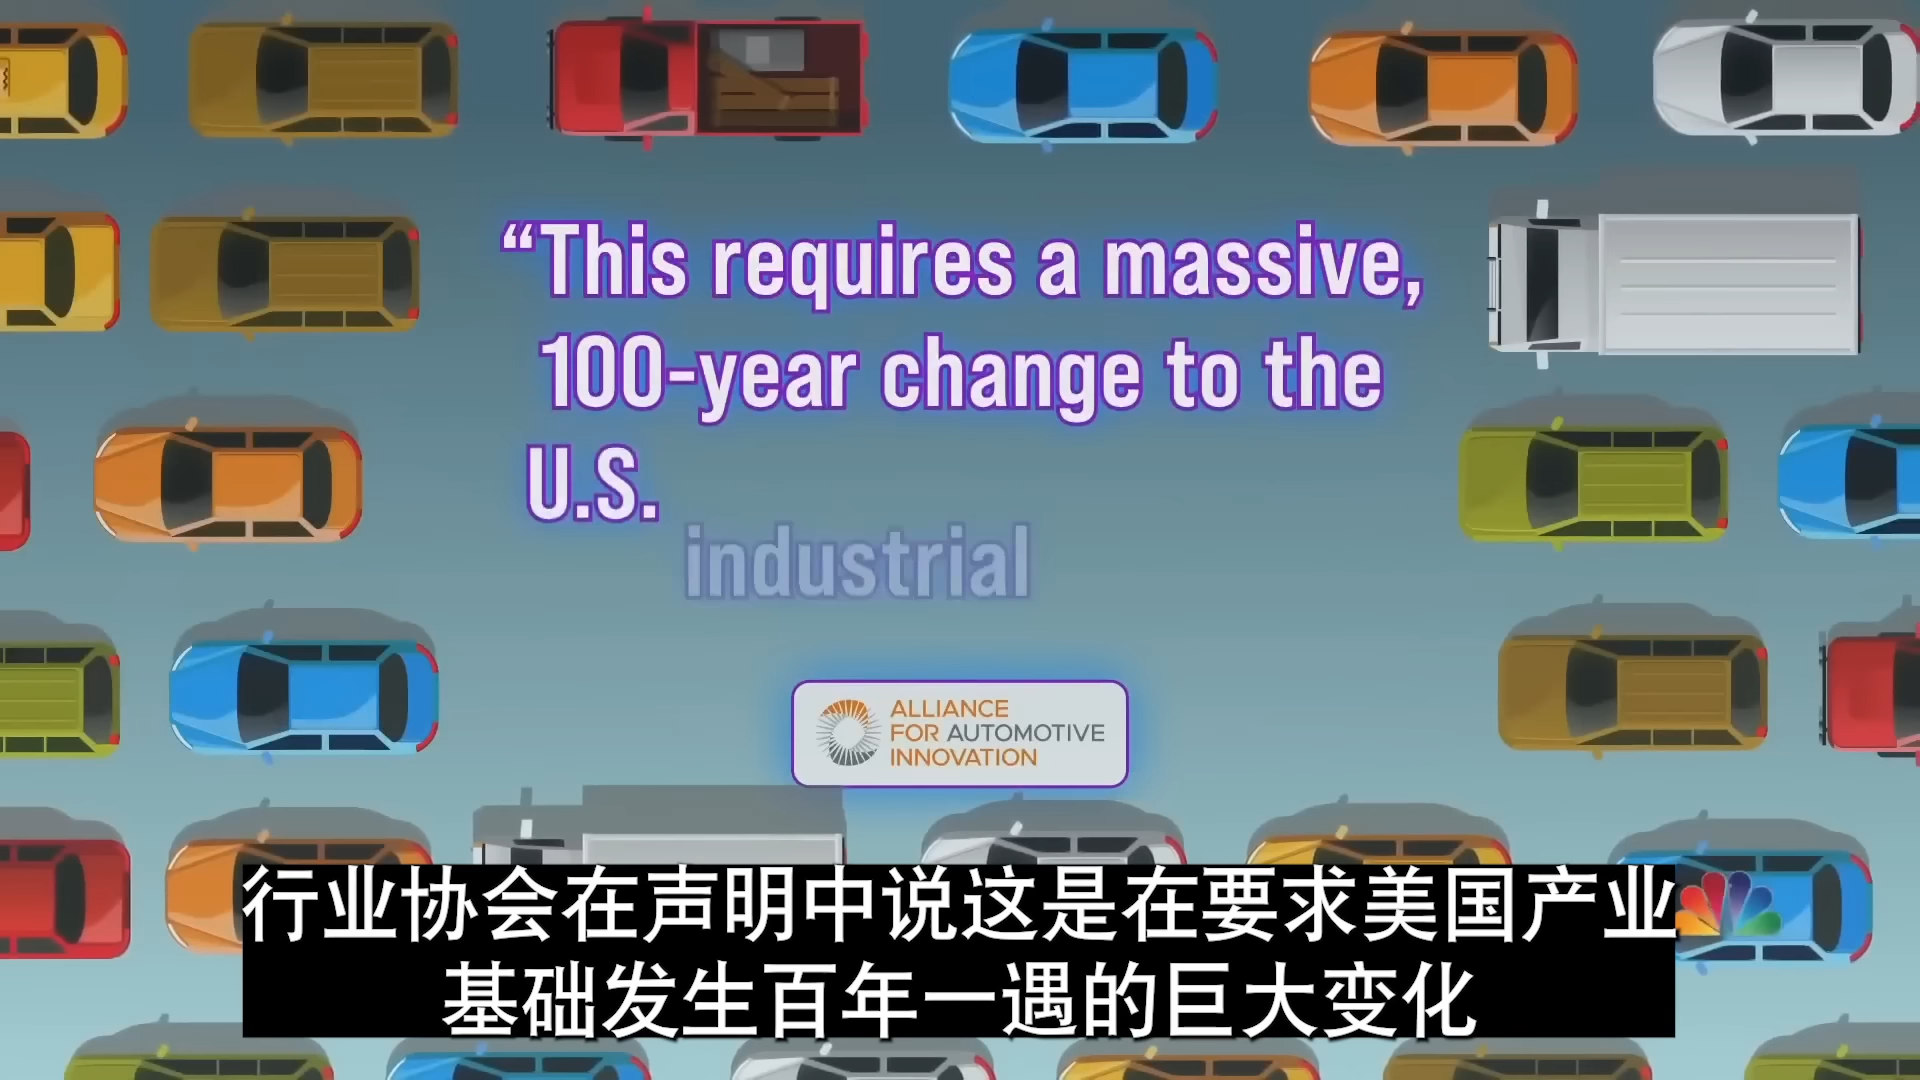 “This requires a massive,
100-year change to the
U.S.
industrial
ALLIANCE
FOR AUTOMOTIVE
INNOVATION
行业协会在声明中说这是在要求美国产业
基础发生百年一遇的巨大变化